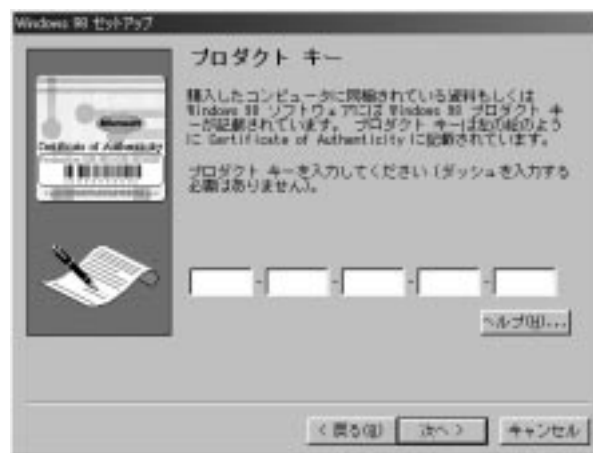 Windows 98 セットアップ
プロダクト キー
購入したコンピュータに同梱されている資料もしくは
Windows 98 ソフトウェアには Windows 98 プロダクト キ
ーが記載されています。 プロダクト キーは左の絵のよう
に Certificate of Authenticity に記載されています。
プロダクト キーを入力してください (ダッシュを入力する
必要はありません)。
Microsoft
Certificate of Authenticity
- - - -
ヘルプ(H)...
< 戻る(B)
次へ >
キャンセル